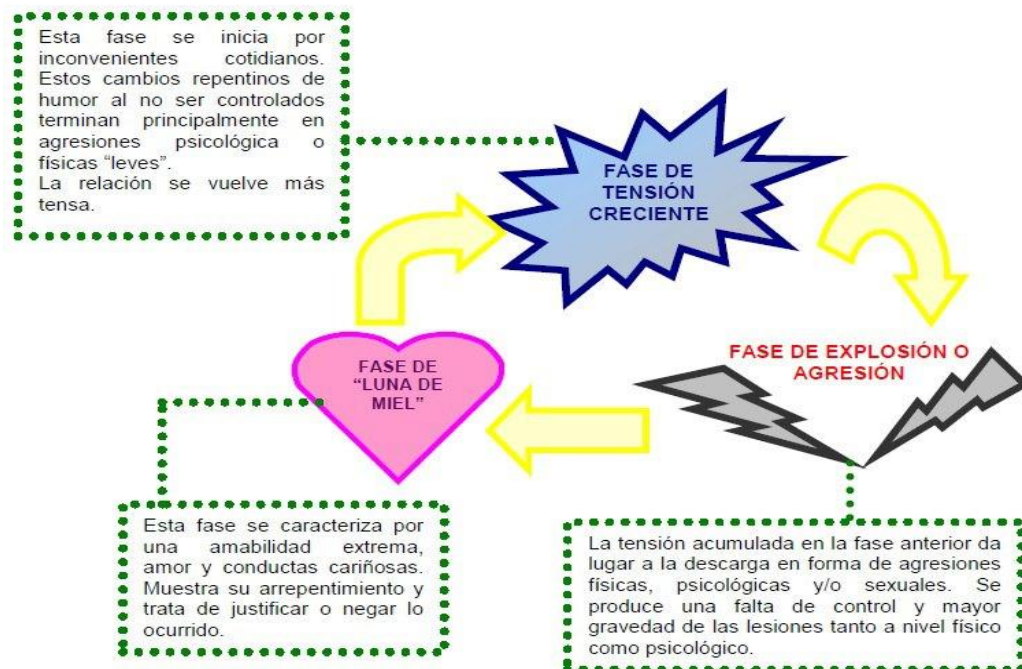 Esta fase se inicia por
inconvenientes cotidianos.
Estos cambios repentinos de
humor al no ser controlados
terminan principalmente en
agresiones psicológica o
físicas “leves”.
La relación se vuelve más
tensa.
FASE DE
TENSIÓN
CRECIENTE
FASE DE EXPLOSIÓN O
AGRESIÓN
FASE DE
“LUNA DE
MIEL”
Esta fase se caracteriza por
una amabilidad extrema,
amor y conductas cariñosas.
Muestra su arrepentimiento y
trata de justificar o negar lo
ocurrido.
La tensión acumulada en la fase anterior da
lugar a la descarga en forma de agresiones
físicas, psicológicas y/o sexuales. Se
produce una falta de control y mayor
gravedad de las lesiones tanto a nivel físico
como psicológico.